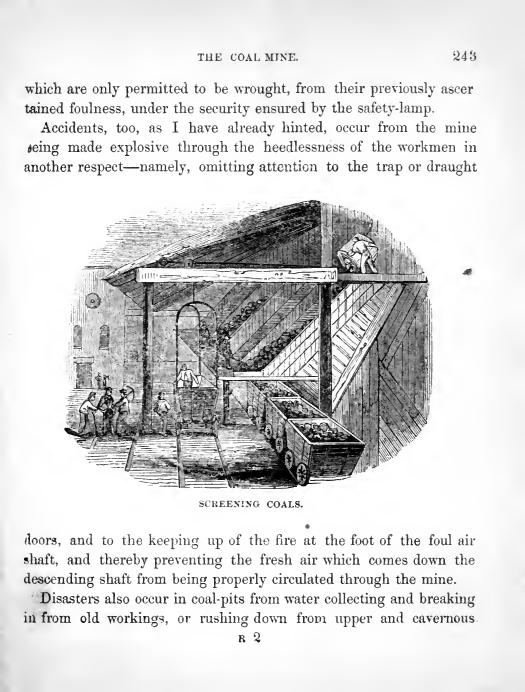 THE COAL MINE. 243
which are only permitted to be wrought, from their previously ascer
tained foulness, under the security ensured by the safety-lamp.
Accidents, too, as I have already hinted, occur from the mine
being made explosive through the heedlessness of the workmen in
another respect—namely, omitting attention to the trap or draught
SCREENING COALS.
doors, and to the keeping up of the fire at the foot of the foul air
shaft, and thereby preventing the fresh air which comes down the
descending shaft from being properly circulated through the mine.
Disasters also occur in coal-pits from water collecting and breaking
in from old workings, or rushing down from upper and cavernous
R 2